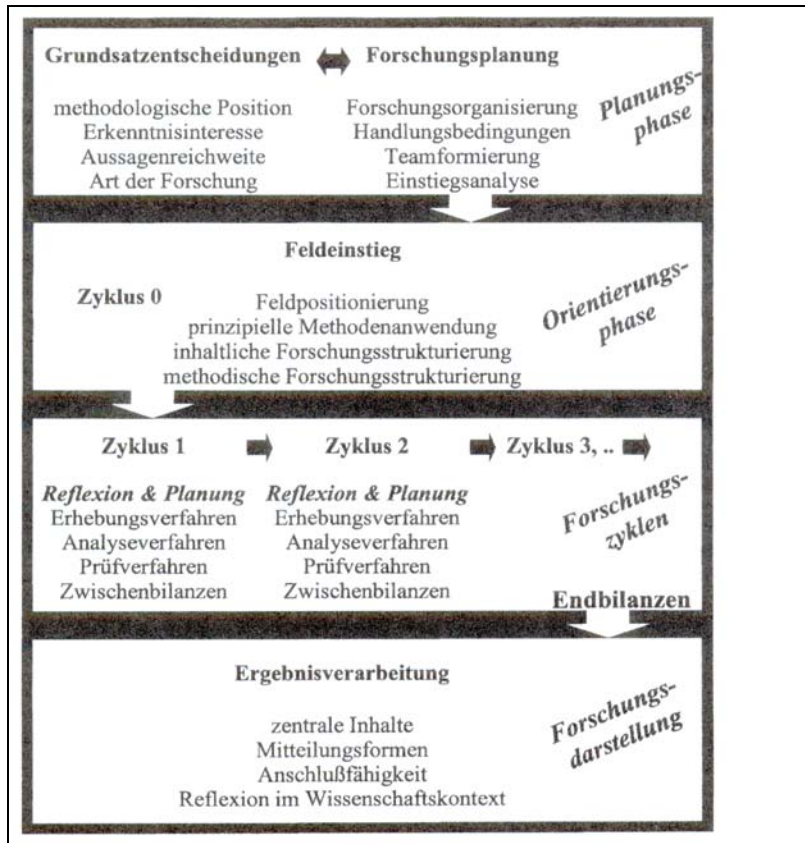 Grundsatzentscheidungen
methodologische Position
Erkenntnisinteresse
Aussagenreichweite
Art der Forschung
Forschungsplanung
Forschungsorganisierung
Handlungsbedingungen
Teamformierung
Einstiegsanalyse
Planungs-
phase
Feldeinstieg
Zyklus 0
Feldpositionierung
prinzipielle Methodenanwendung
inhaltliche Forschungsstrukturierung
methodische Forschungsstrukturierung
Orientierungs-
phase
Zyklus 1
Reflexion & Planung
Erhebungsverfahren
Analyseverfahren
Prüfverfahren
Zwischenbilanzen
Zyklus 2
Reflexion & Planung
Erhebungsverfahren
Analyseverfahren
Prüfverfahren
Zwischenbilanzen
Zyklus 3, ..
Forschungs-
zyklen
Endbilanzen
Ergebnisverarbeitung
zentrale Inhalte
Mitteilungsformen
Anschlußfähigkeit
Reflexion im Wissenschaftskontext
Forschungs-
darstellung